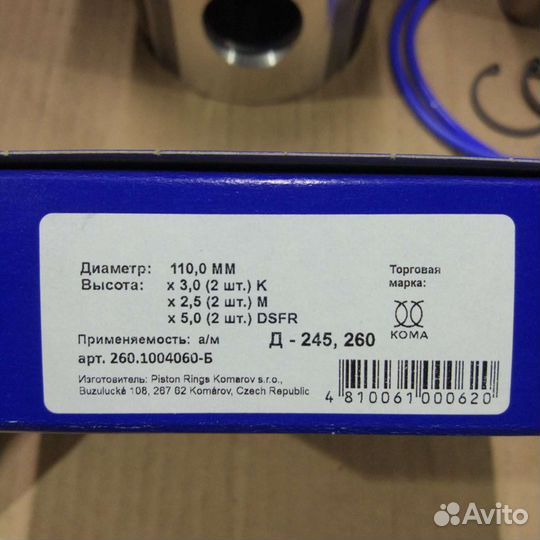 Диаметр: 110,0 ММ
Высота: х 3,0 (2 шт.) K
х 2,5 (2 шт.) M
х 5,0 (2 шт.) DSFR
Торговая
марка:
КОМА
Применяемость: а/м Д - 245, 260
арт. 260.1004060-Б
Изготовитель: Piston Rings Komarov s.r.o.,
Buzulucká 108, 267 62 Komárov, Czech Republic
4 810061 000620
Avito